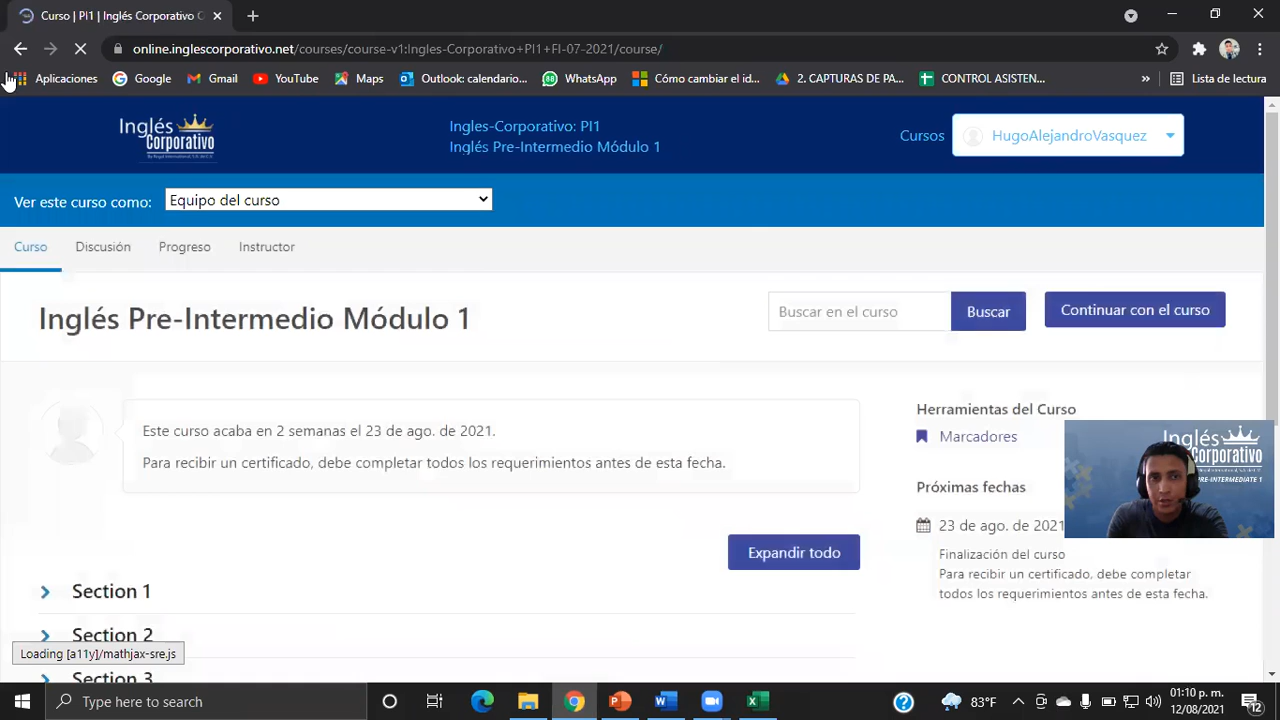 Curso | PI1 | Inglés Corporativo
online.inglescorporativo.net/courses/course-v1:Ingles-Corporativo+PI1+FI-07-2021/course/
Aplicaciones Google Gmail YouTube Maps Outlook: calendario... WhatsApp Cómo cambiar el id... 2. CAPTURAS DE PA... CONTROL ASISTEN... » Lista de lectura
Inglés
Corporativo
Ingles-Corporativo: PI1
Inglés Pre-Intermedio Módulo 1
Cursos
HugoAlejandroVasquez
Ver este curso como:
Equipo del curso
Curso Discusión Progreso Instructor
Inglés Pre-Intermedio Módulo 1
Buscar en el curso
Buscar
Continuar con el curso
Este curso acaba en 2 semanas el 23 de ago. de 2021.
Para recibir un certificado, debe completar todos los requerimientos antes de esta fecha.
Herramientas del Curso
Marcadores
Próximas fechas
23 de ago. de 2021
Finalización del curso
Para recibir un certificado, debe completar
todos los requerimientos antes de esta fecha.
Inglés
Corporativo
PRE-INTERMEDIATE 1
Expandir todo
Section 1
Section 2
Section 3
Loading [a11y]/mathjax-sre.js
Type here to search
83°F
01:10 p. m.
12/08/2021
12